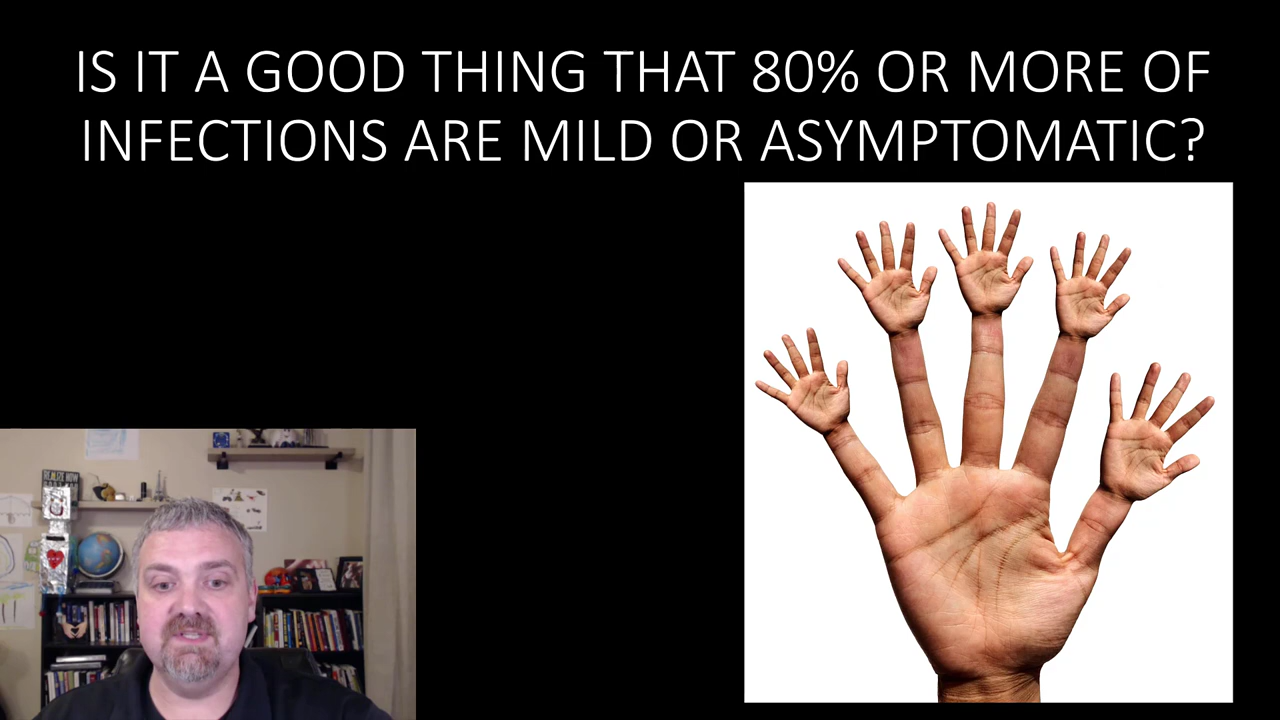 IS IT A GOOD THING THAT 80% OR MORE OF
INFECTIONS ARE MILD OR ASYMPTOMATIC?